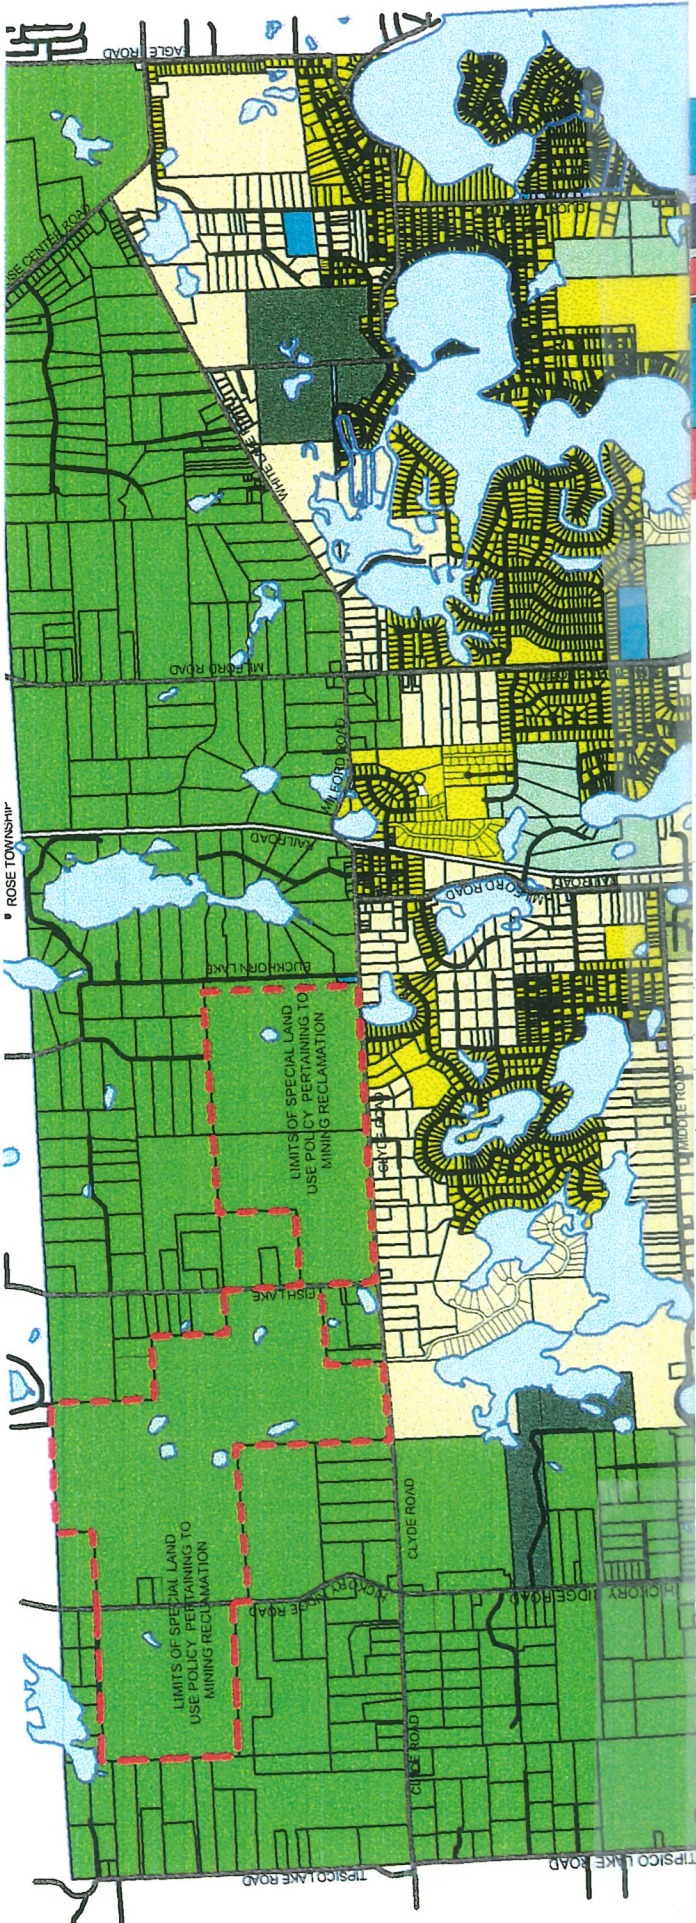 EAGLE ROAD
WHITE LAKE
MILFORD ROAD
ROSE TOWNSHIP
RAILROAD
MILFORD ROAD
RAILROAD
MILFORD ROAD
BUCKHORN LAKE
LIMITS OF SPECIAL LAND
USE POLICY PERTAINING TO
MINING RECLAMATION
CLYDE ROAD
MIDDLE ROAD
FISH LAKE
LIMITS OF SPECIAL LAND
USE POLICY PERTAINING TO
MINING RECLAMATION
CLYDE ROAD
HICKORY RIDGE ROAD
HICKORY RIDGE ROAD
HICKORY
RIDGE ROAD
CLYDE ROAD
TIPSICO LAKE ROAD
TIPSICO LAKE ROAD